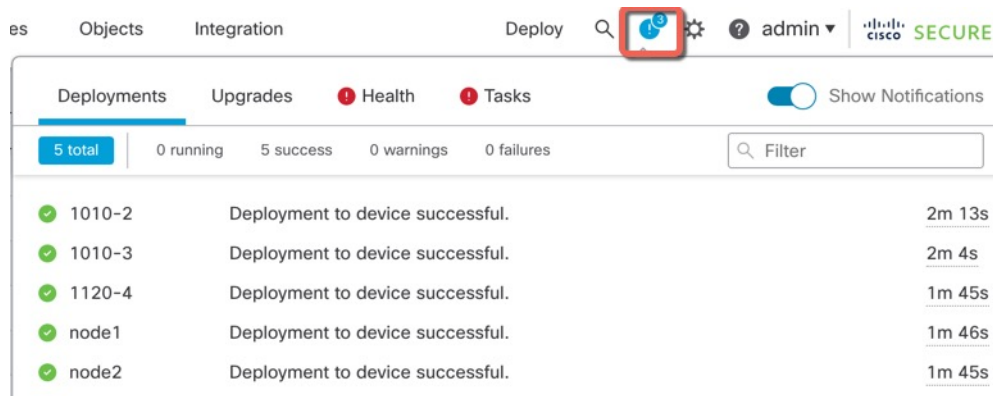 es Objects Integration Deploy 3 admin cisco SECURE
Deployments Upgrades Health Tasks Show Notifications
5 total 0 running 5 success 0 warnings 0 failures Filter
1010-2 Deployment to device successful. 2m 13s
1010-3 Deployment to device successful. 2m 4s
1120-4 Deployment to device successful. 1m 45s
node1 Deployment to device successful. 1m 46s
node2 Deployment to device successful. 1m 45s